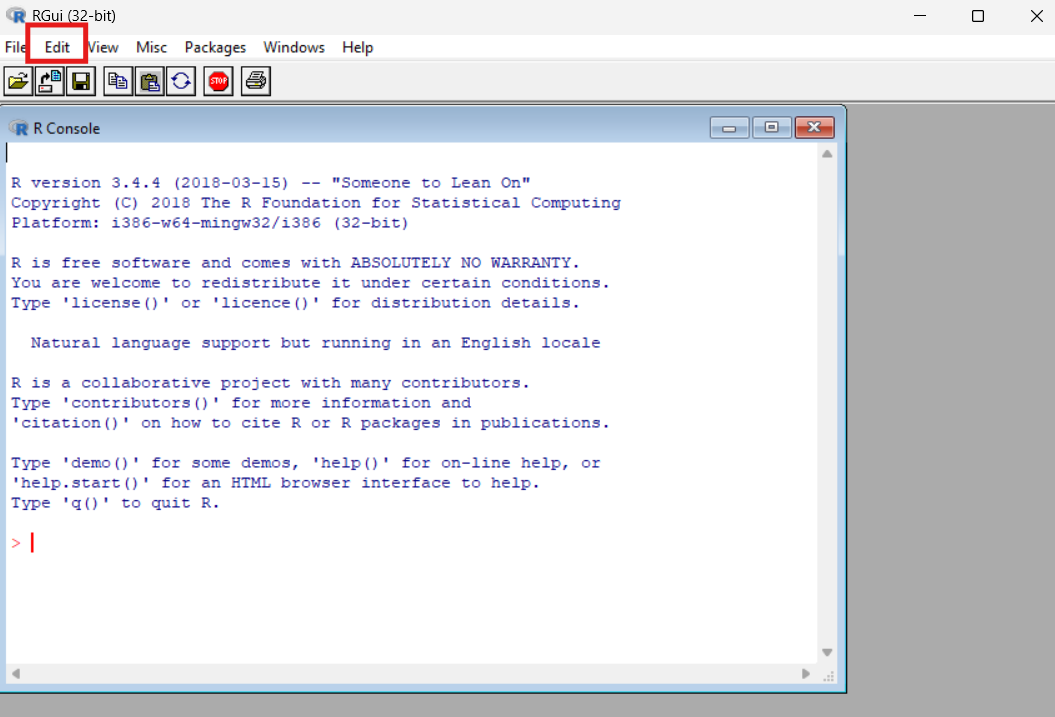 RGui (32-bit)
File Edit View Misc Packages Windows Help
STOP
R Console
R version 3.4.4 (2018-03-15) -- "Someone to Lean On"
Copyright (C) 2018 The R Foundation for Statistical Computing
Platform: i386-w64-mingw32/i386 (32-bit)
R is free software and comes with ABSOLUTELY NO WARRANTY.
You are welcome to redistribute it under certain conditions.
Type 'license()' or 'licence()' for distribution details.
Natural language support but running in an English locale
R is a collaborative project with many contributors.
Type 'contributors()' for more information and
'citation()' on how to cite R or R packages in publications.
Type 'demo()' for some demos, 'help()' for on-line help, or
'help.start()' for an HTML browser interface to help.
Type 'q()' to quit R.
>